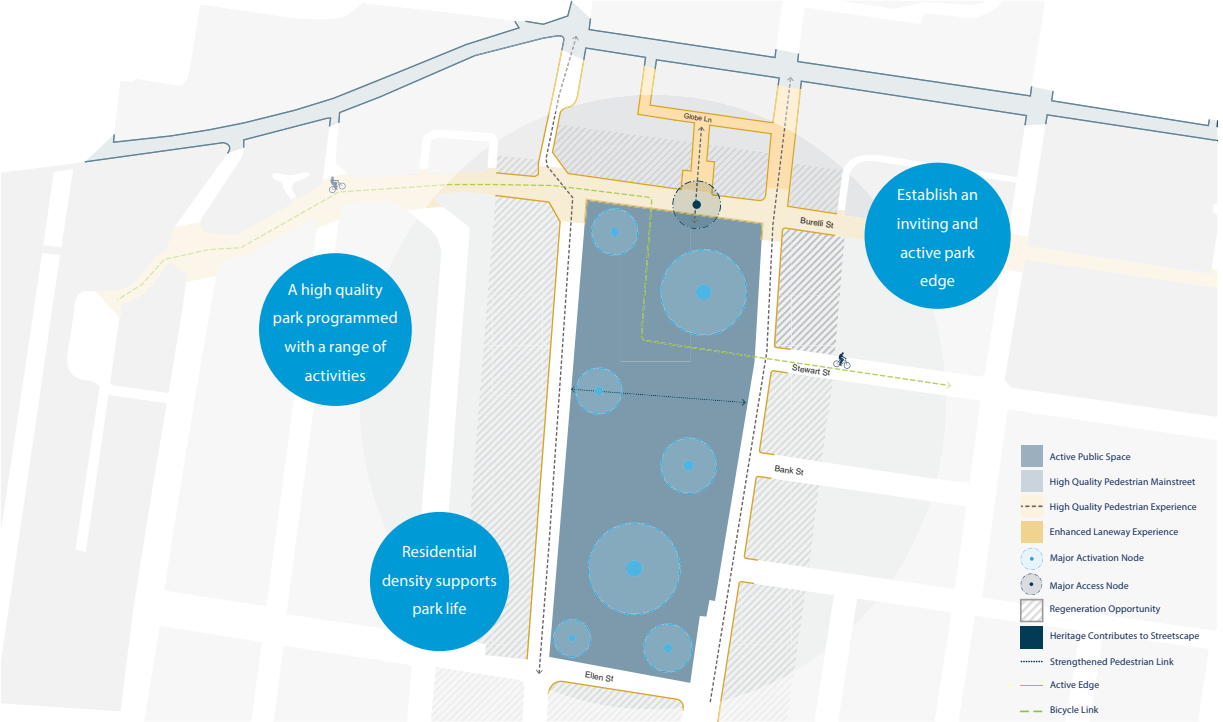 Globe Ln
Burelli St
Establish an
inviting and
active park
edge
A high quality
park programmed
with a range of
activities
Stewart St
Bank St
Residential
density supports
park life
Ellen St
Active Public Space
High Quality Pedestrian Mainstreet
High Quality Pedestrian Experience
Enhanced Laneway Experience
Major Activation Node
Major Access Node
Regeneration Opportunity
Heritage Contributes to Streetscape
Strengthened Pedestrian Link
Active Edge
Bicycle Link